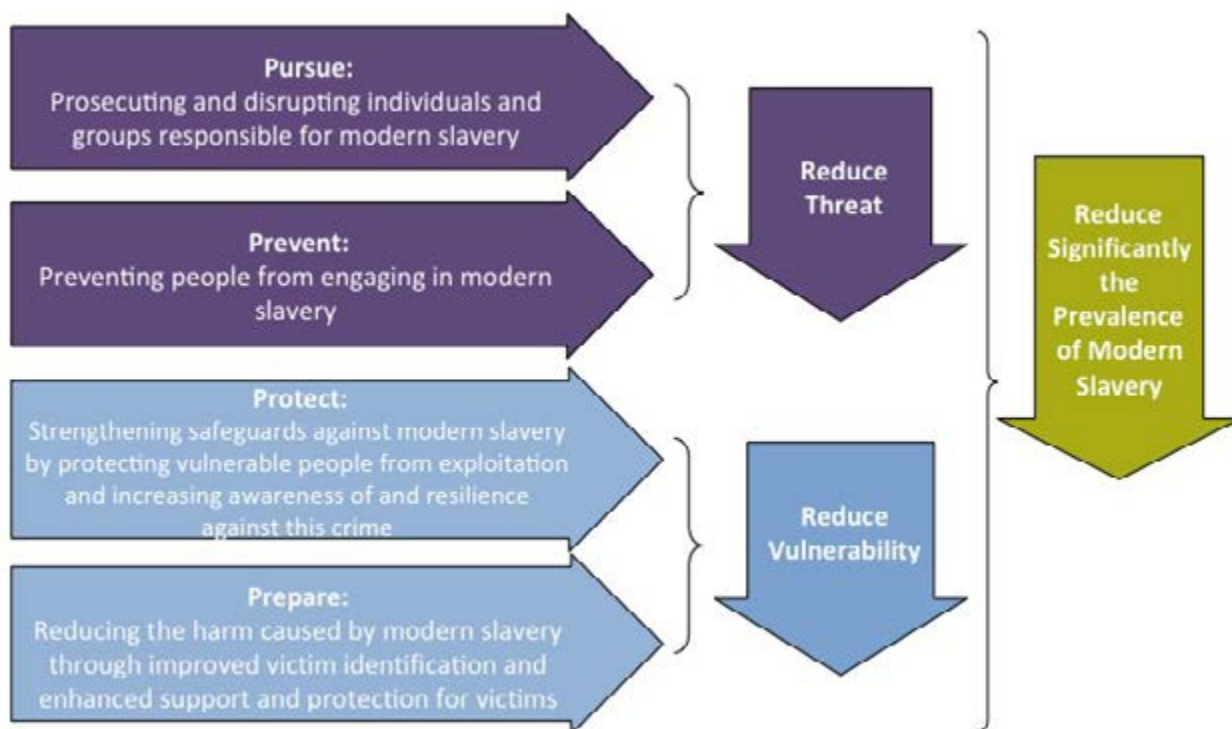 Pursue:
Prosecuting and disrupting individuals and
groups responsible for modern slavery
Prevent:
Preventing people from engaging in modern
slavery
Protect:
Strengthening safeguards against modern slavery
by protecting vulnerable people from exploitation
and increasing awareness of and resilience
against this crime
Prepare:
Reducing the harm caused by modern slavery
through improved victim identification and
enhanced support and protection for victims
Reduce
Threat
Reduce
Vulnerability
Reduce
Significantly
the
Prevalence
of Modern
Slavery